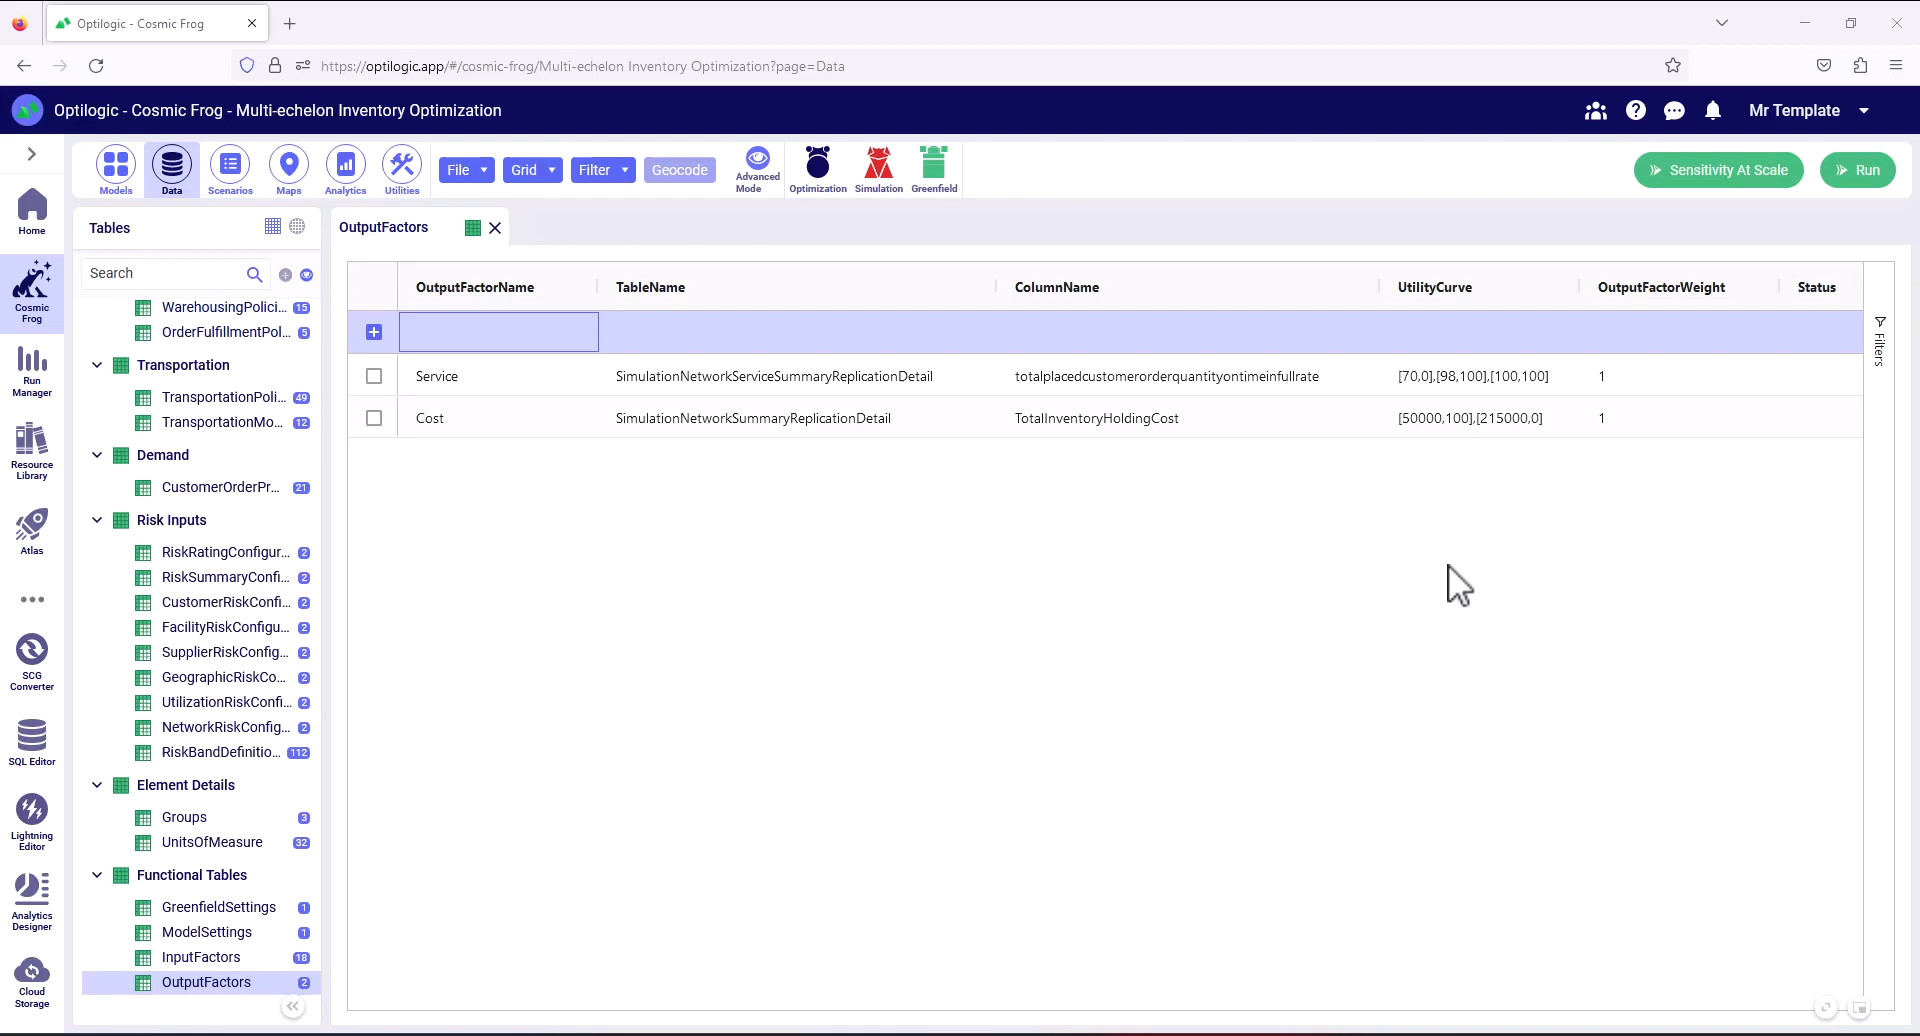 Optilogic - Cosmic Frog
https://optilogic.app/#/cosmic-frog/Multi-echelon Inventory Optimization?page=Data
Optilogic - Cosmic Frog - Multi-echelon Inventory Optimization
Mr Template
Models
Data
Scenarios
Maps
Analytics
Utilities
File
Grid
Filter
Geocode
Advanced Mode
Optimization
Simulation
Greenfield
Sensitivity At Scale
Run
Home
Cosmic
Frog
Run
Manager
Resource
Library
Atlas
SCG
Converter
SQL Editor
Lightning
Editor
Analytics
Designer
Cloud
Storage
Tables
Search
WarehousingPolici... 15
OrderFulfillmentPol... 5
Transportation
TransportationPoli... 49
TransportationMo... 12
Demand
CustomerOrderPr... 21
Risk Inputs
RiskRatingConfigur... 2
RiskSummaryConfi... 2
CustomerRiskConfi... 2
FacilityRiskConfigu... 2
SupplierRiskConfig... 2
GeographicRiskCo... 2
UtilizationRiskConfi... 2
NetworkRiskConfig... 2
RiskBandDefinitio... 112
Element Details
Groups 3
UnitsOfMeasure 32
Functional Tables
GreenfieldSettings 1
ModelSettings 1
InputFactors 18
OutputFactors 2
OutputFactors
OutputFactorName TableName ColumnName UtilityCurve OutputFactorWeight Status
Service SimulationNetworkServiceSummaryReplicationDetail totalplacedcustomerorderquantityontimeinfullrate [70,0],[98,100],[100,100] 1
Cost SimulationNetworkSummaryReplicationDetail TotalInventoryHoldingCost [50000,100],[215000,0] 1
Filters